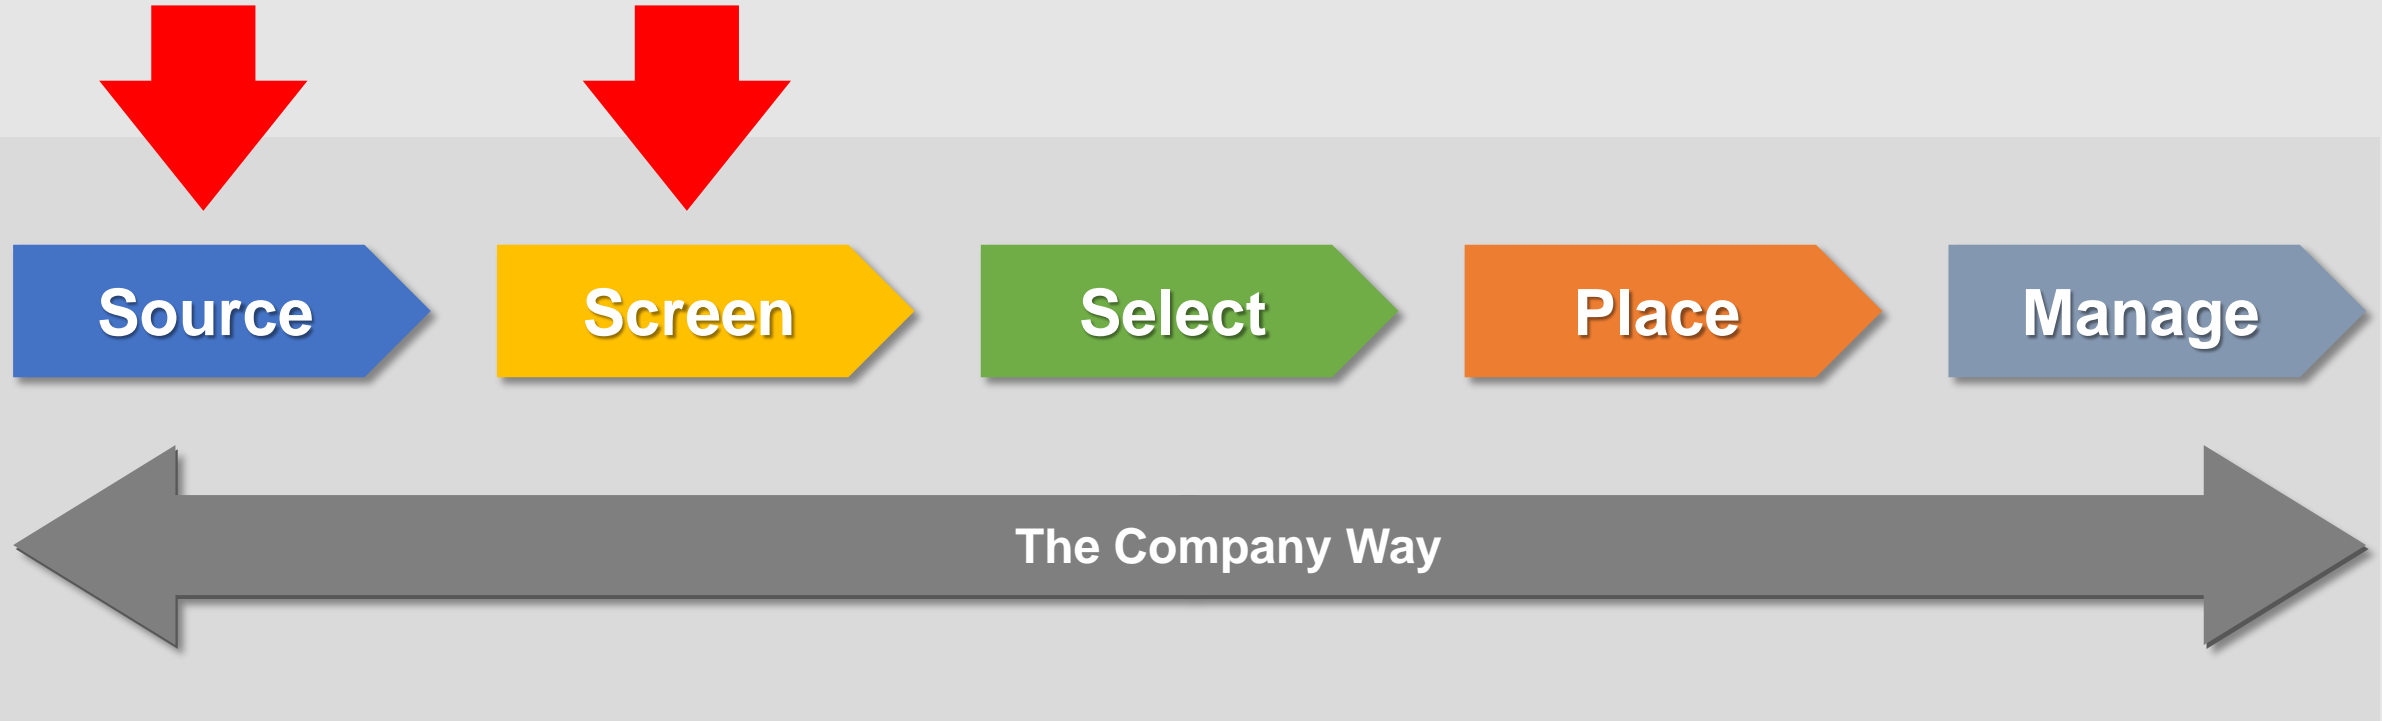 Source
Screen
Select
Place
Manage
The Company Way